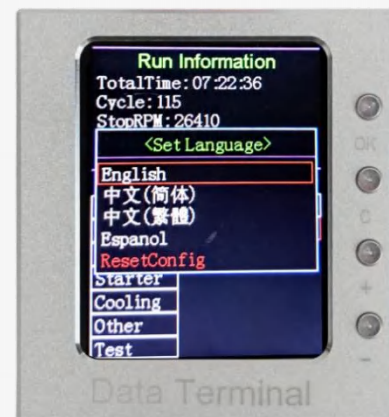 Run Information
TotalTime: 07:22:36
Cycle: 115
StopRPM: 26410
<Set Language>
English
中文(简体)
中文(繁體)
Espanol
ResetConfig
Starter
Cooling
Other
Test
OK
C
+
-
Data Terminal